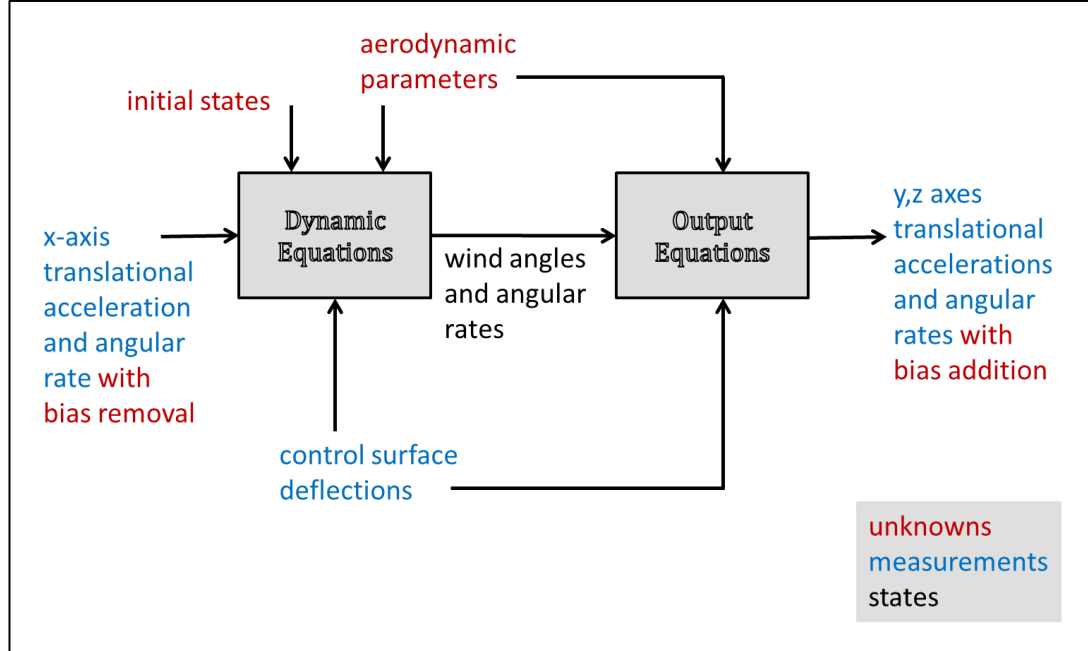 aerodynamic
parameters
initial states
Dynamic
Equations
Output
Equations
x-axis
translational
acceleration
and angular
rate with
bias removal
wind angles
and angular
rates
y,z axes
translational
accelerations
and angular
rates with
bias addition
control surface
deflections
unknowns
measurements
states